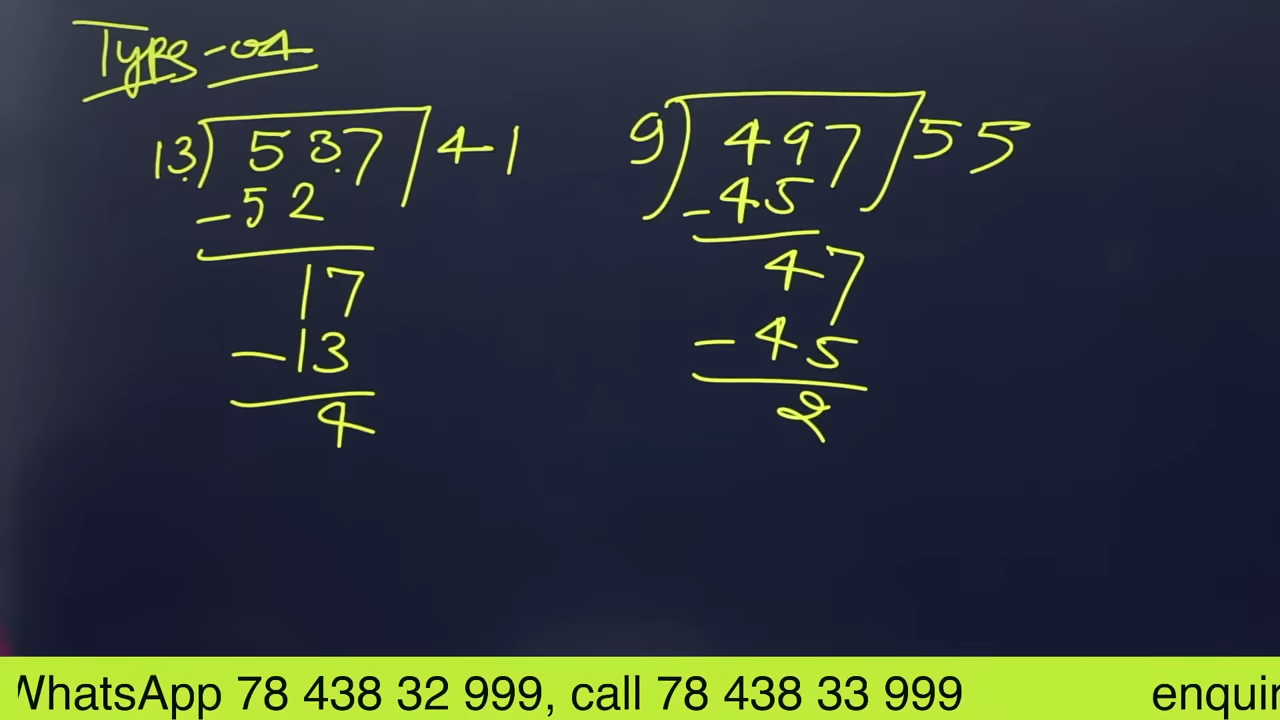 Type-04
13) 537 ( 41
-52
17
-13
4
9) 497 ( 55
-45
47
-45
2
WhatsApp 78 438 32 999, call 78 438 33 999 enquir